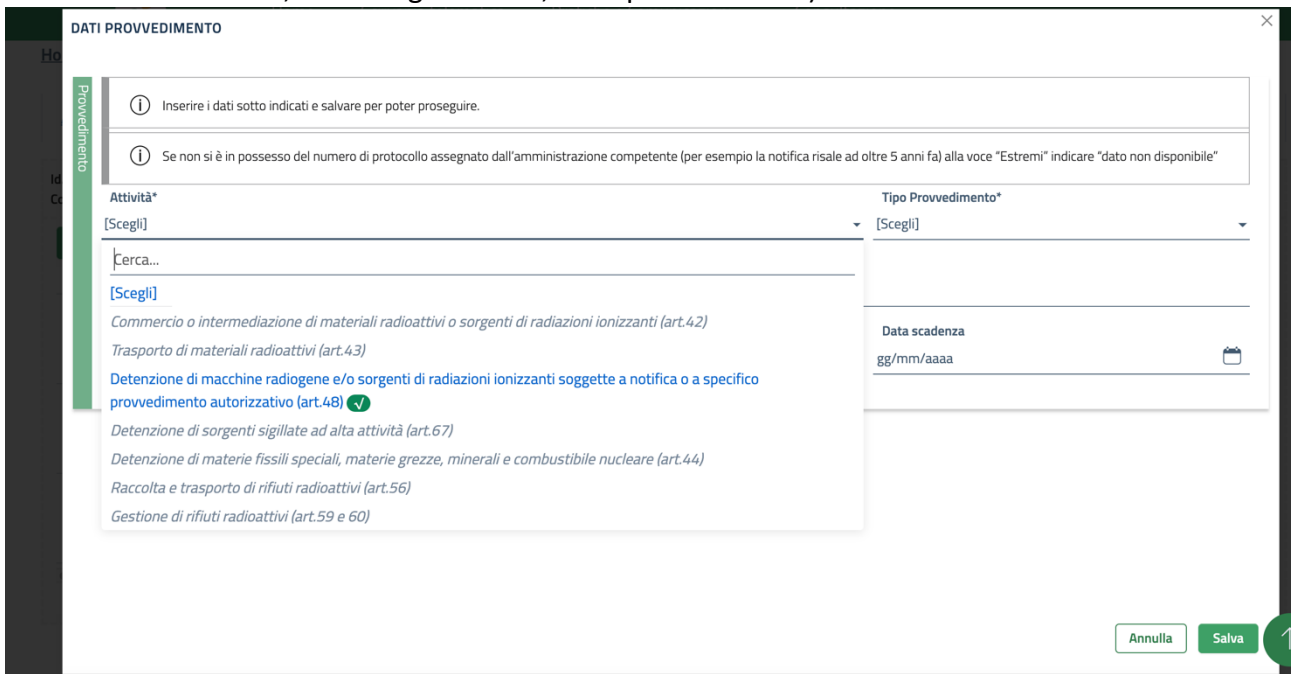 DATI PROVVEDIMENTO
Ho
Provvedimento
Inserire i dati sotto indicati e salvare per poter proseguire.
Se non si è in possesso del numero di protocollo assegnato dall'amministrazione competente (per esempio la notifica risale ad oltre 5 anni fa) alla voce "Estremi" indicare "dato non disponibile"
Id
Co
Attività*
Tipo Provvedimento*
[Scegli]
[Scegli]
Cerca...
[Scegli]
Commercio o intermediazione di materiali radioattivi o sorgenti di radiazioni ionizzanti (art.42)
Trasporto di materiali radioattivi (art.43)
Data scadenza
gg/mm/aaaa
Detenzione di macchine radiogene e/o sorgenti di radiazioni ionizzanti soggette a notifica o a specifico
provvedimento autorizzativo (art.48)
Detenzione di sorgenti sigillate ad alta attività (art.67)
Detenzione di materie fissili speciali, materie grezze, minerali e combustibile nucleare (art.44)
Raccolta e trasporto di rifiuti radioattivi (art.56)
Gestione di rifiuti radioattivi (art.59 e 60)
Annulla
Salva